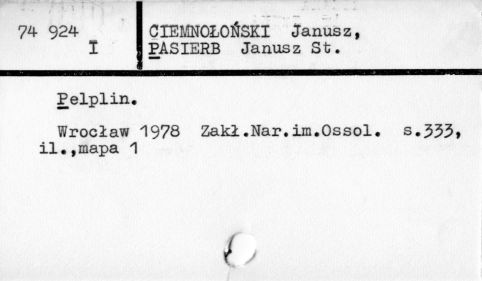 74 924 I
CIEMNOŁOŃSKI Janusz,
PASIERB Janusz St.
Pelplin.
Wrocław 1978 Zakł.Nar.im.Ossol. s.333,
il.,mapa 1